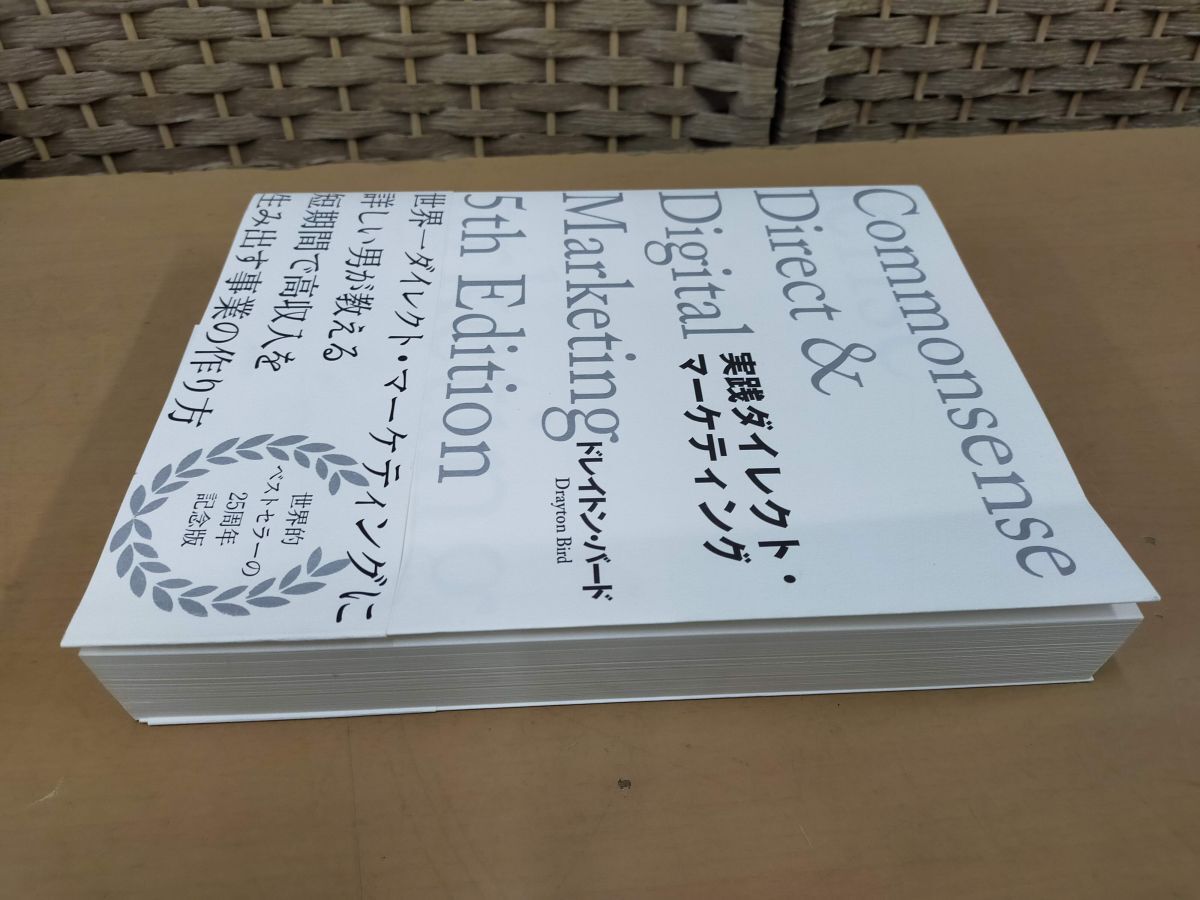 Commonsense
Direct &
Digital
Marketing
5th Edition
実践ダイレクト・
マーケティング
ドレイトン・バード
Drayton Bird
世界一ダイレクト・マーケティングに
詳しい男が教える
短期間で高収入を
生み出す事業の作り方
世界的
ベストセラーの
25周年
記念版